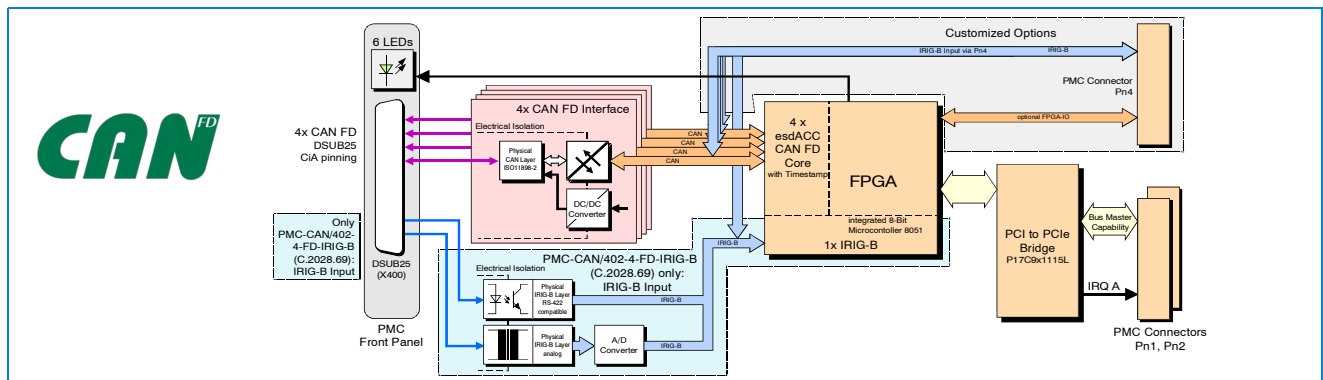 CAN FD
6 LEDs
4x CAN FD
DSUB25
CiA pinning
Only
PMC-CAN/402-
4-FD-IRIG-B
(C.2028.69):
IRIG-B Input
DSUB25
(X400)
PMC
Front Panel
4x CAN FD Interface
Electrical Isolation
Physical
CAN Layer
ISO11898-2
DC/DC
Converter
CAN
CAN
CAN
CAN
PMC-CAN/402-4-FD-IRIG-B
(C.2028.69) only:
IRIG-B Input
Electrical Isolation
Physical
IRIG-B Layer
RS-422
compatible
Physical
IRIG-B Layer
analog
A/D
Converter
IRIG-B
IRIG-B
IRIG-B
Customized Options
IRIG-B Input via Pn4
IRIG-B
PMC Connector
Pn4
optional FPGA-IO
4 x
esdACC
CAN FD
Core
with Timestamp
FPGA
integrated 8-Bit
Microcontoller 8051
1x IRIG-B
PCI to PCIe
Bridge
P17C9x1115L
Bus Master
Capability
IRQ A
PMC Connectors
Pn1, Pn2